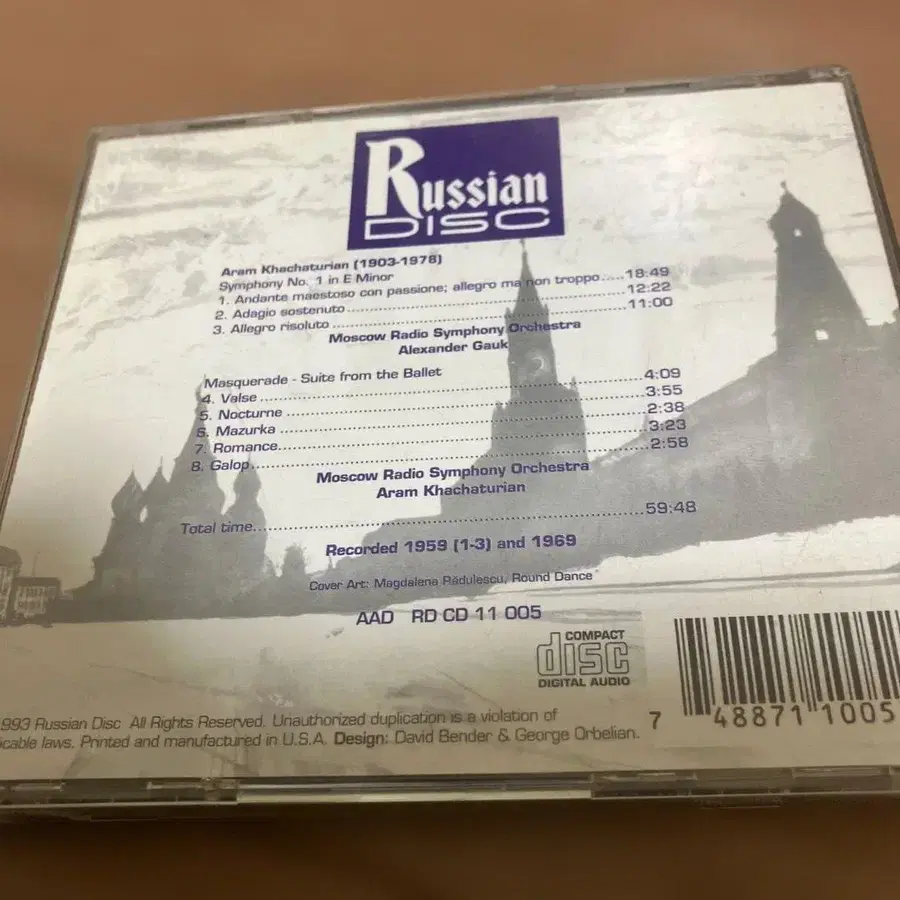 Russian
DISC
Aram Khachaturian (1903-1978)
Symphony No. 1 in E Minor
1. Andante maestoso con passione; allegro ma non troppo.....18:49
2. Adagio sostenuto....................12:22
3. Allegro risoluto....................11:00
Moscow Radio Symphony Orchestra
Alexander Gauk
Masquerade - Suite from the Ballet
4. Valse....................4:09
5. Nocturne....................3:55
6. Mazurka....................2:38
7. Romance....................3:23
8. Galop....................2:58
Moscow Radio Symphony Orchestra
Aram Khachaturian
Total time....................59:48
Recorded 1959 (1-3) and 1969
Cover Art: Magdalena Rădulescu, Round Dance
AAD RD CD 11 005
COMPACT
disc
DIGITAL AUDIO
993 Russian Disc All Rights Reserved. Unauthorized duplication is a violation of
icable laws. Printed and manufactured in U.S.A. Design: David Bender & George Orbelian.
7 48871 1005